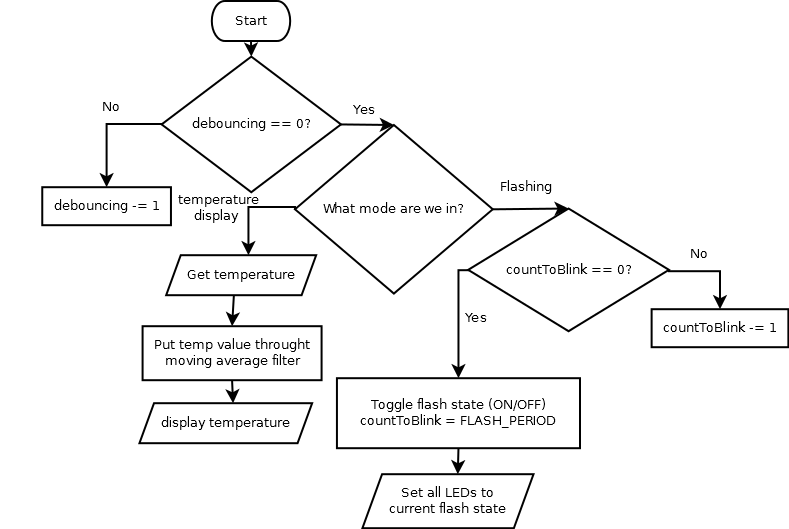 Start
debouncing == 0?
No
Yes
debouncing -= 1
What mode are we in?
temperature
display
Flashing
Get temperature
countToBlink == 0?
No
Yes
countToBlink -= 1
Put temp value throught
moving average filter
display temperature
Toggle flash state (ON/OFF)
countToBlink = FLASH_PERIOD
Set all LEDs to
current flash state